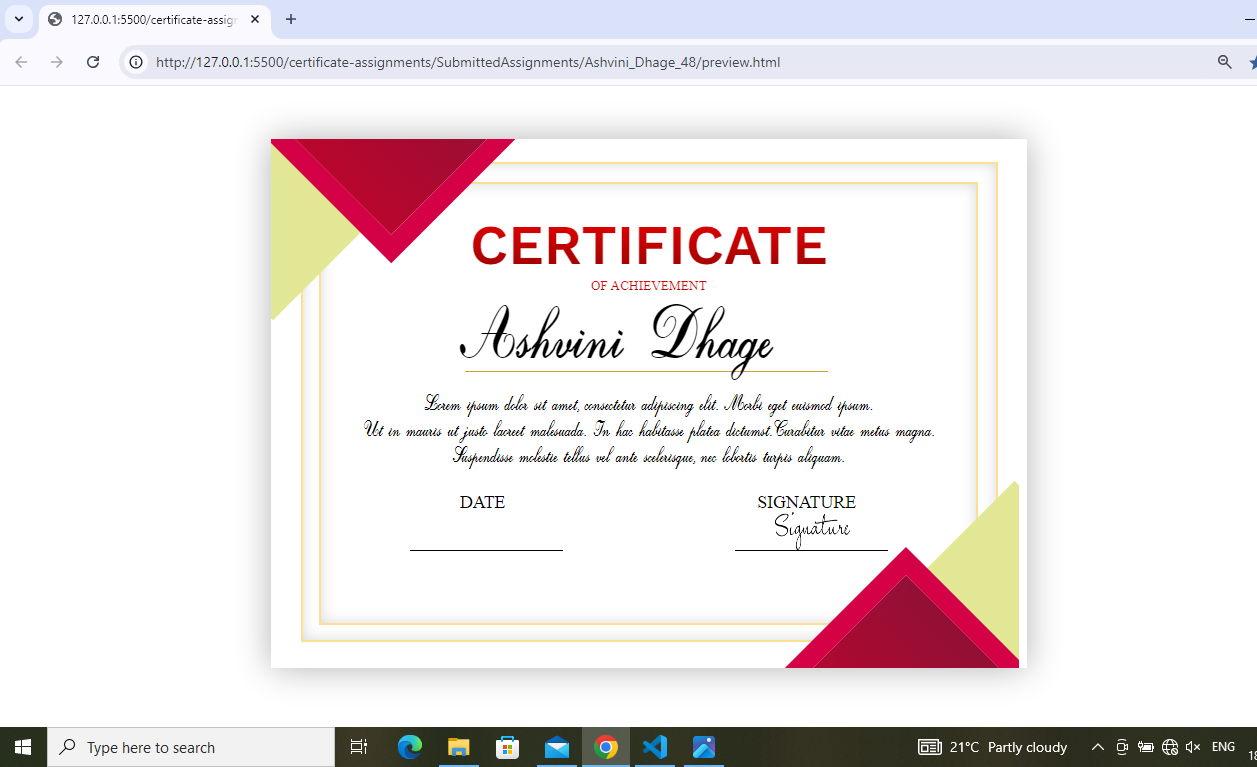 127.0.0.1:5500/certificate-assign
http://127.0.0.1:5500/certificate-assignments/SubmittedAssignments/Ashvini_Dhage_48/preview.html
CERTIFICATE
OF ACHIEVEMENT
Ashvini Dhage
Lorem ipsum dolor sit amet, consectetur adipiscing elit. Morbi eget euismod ipsum.
Ut in mauris ut justo laoreet malesuada. In hac habitasse platea dictumst.Curabitur vitae metus magna.
Suspendisse molestie tellus vel ante scelerisque, nec lobortis turpis aliquam.
DATE
SIGNATURE
Signature
Type here to search
21°C Partly cloudy
ENG